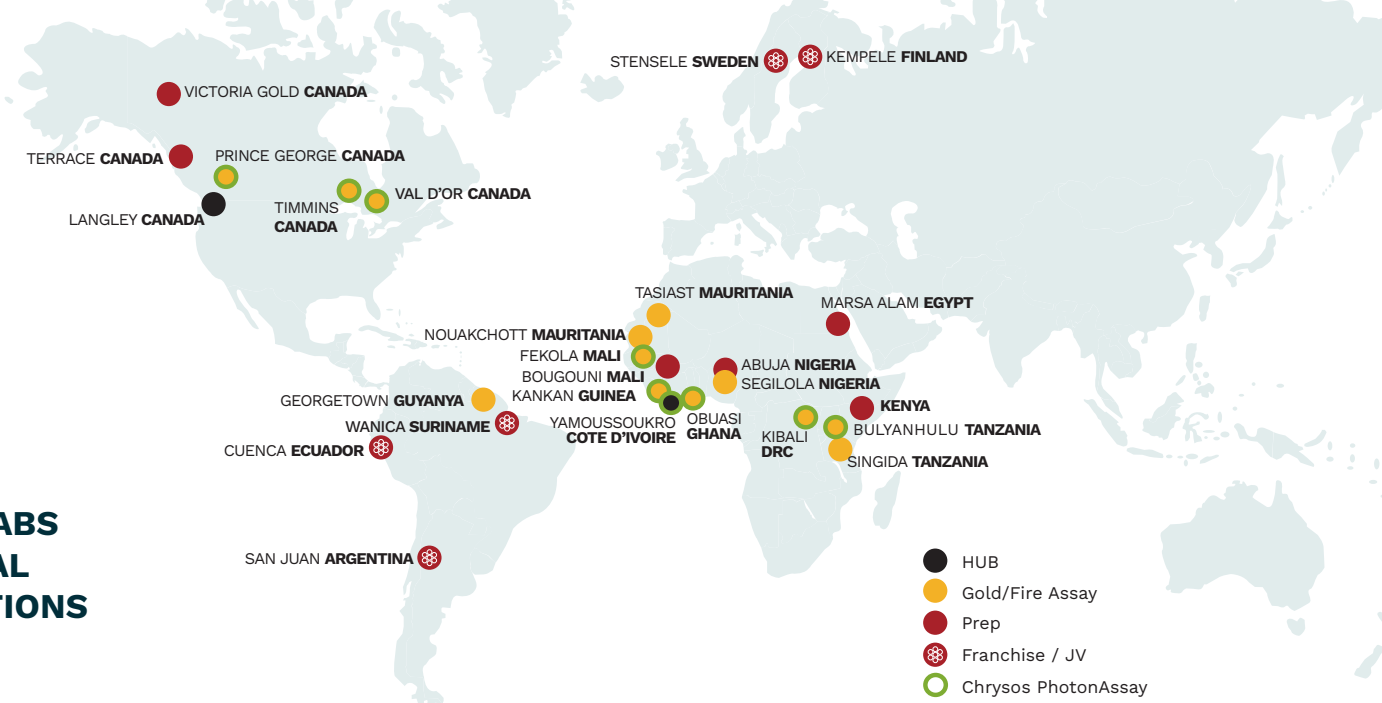 STENSELE SWEDEN
KEMPELE FINLAND
VICTORIA GOLD CANADA
TERRACE CANADA
PRINCE GEORGE CANADA
LANGLEY CANADA
TIMMINS
CANADA
VAL D'OR CANADA
TASIAST MAURITANIA
MARSA ALAM EGYPT
NOUAKCHOTT MAURITANIA
FEKOLA MALI
BOUGOUNI MALI
KANKAN GUINEA
ABUJA NIGERIA
SEGILOLA NIGERIA
GEORGETOWN GUYANYA
WANICA SURINAME
CUENCA ECUADOR
YAMOUSSOUKRO
COTE D'IVOIRE
OBUASI
GHANA
KIBALI
DRC
KENYA
BULYANHULU TANZANIA
SINGIDA TANZANIA
SAN JUAN ARGENTINA
ABS
AL
TIONS
HUB
Gold/Fire Assay
Prep
Franchise / JV
Chrysos PhotonAssay